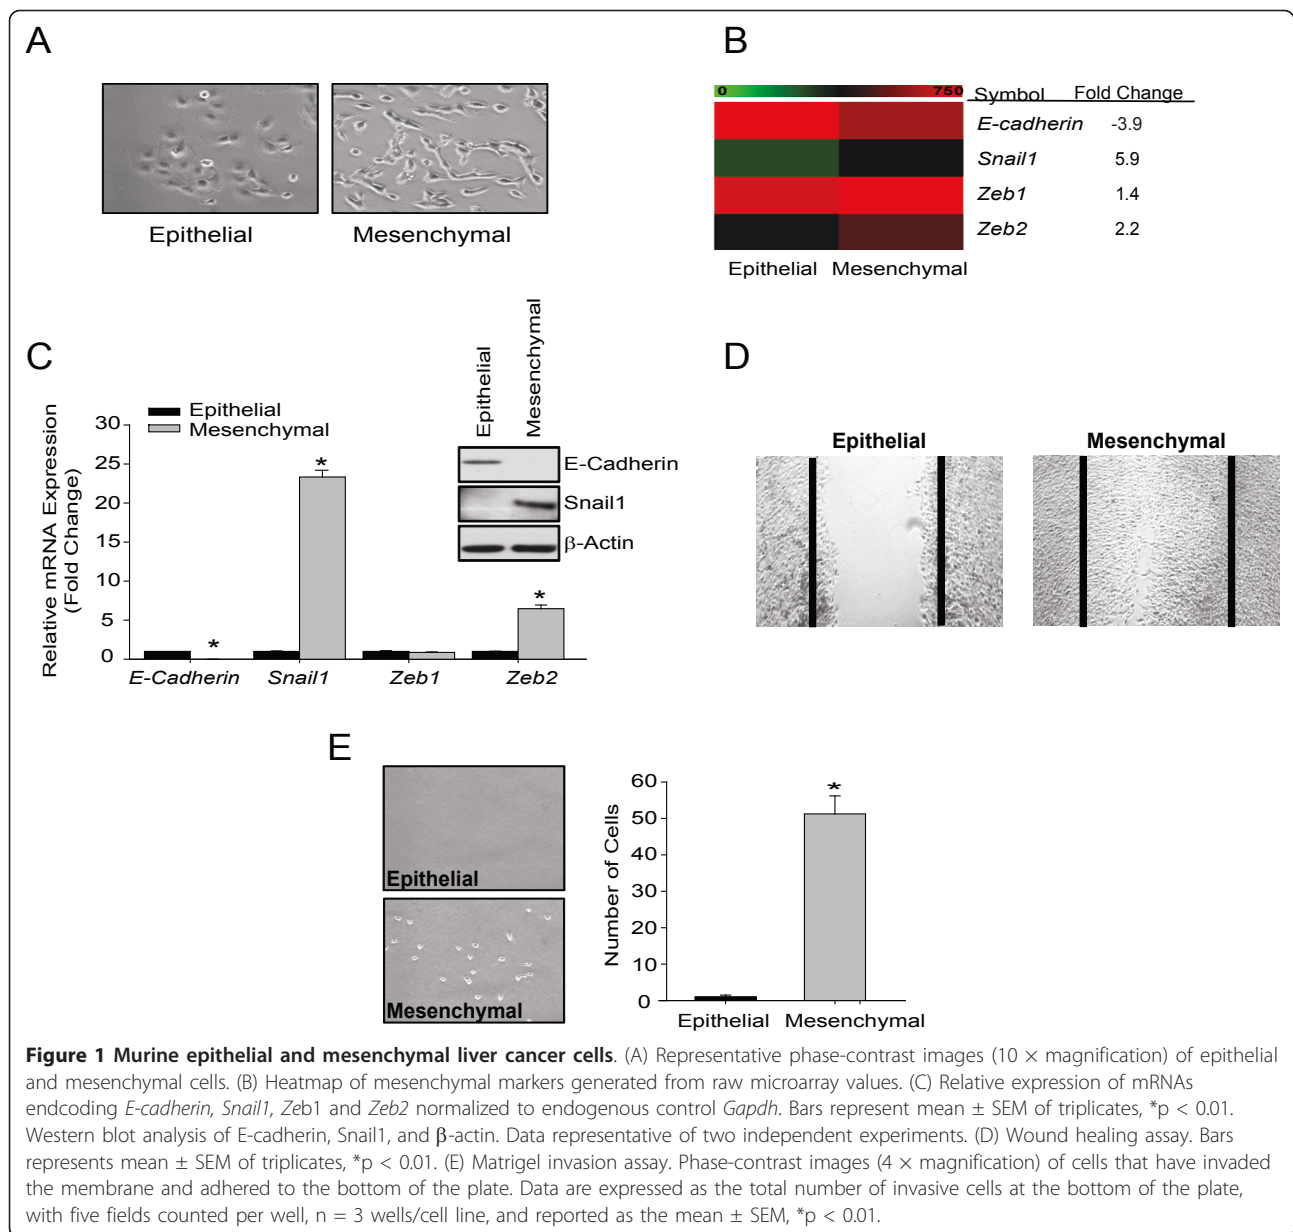 A
Epithelial
Mesenchymal
B
0
750
Symbol
Fold Change
E-cadherin
-3.9
Snail1
5.9
Zeb1
1.4
Zeb2
2.2
Epithelial
Mesenchymal
C
Epithelial
Mesenchymal
Relative mRNA Expression
(Fold Change)
30
25
20
15
10
5
0
*
*
*
E-Cadherin
Snail1
Zeb1
Zeb2
Epithelial
Mesenchymal
E-Cadherin
Snail1
β-Actin
D
Epithelial
Mesenchymal
E
Epithelial
Mesenchymal
Number of Cells
60
50
40
30
20
10
0
*
Epithelial
Mesenchymal
Figure 1 Murine epithelial and mesenchymal liver cancer cells. (A) Representative phase-contrast images (10 × magnification) of epithelial
and mesenchymal cells. (B) Heatmap of mesenchymal markers generated from raw microarray values. (C) Relative expression of mRNAs
endcoding E-cadherin, Snail1, Zeb1 and Zeb2 normalized to endogenous control Gapdh. Bars represent mean ± SEM of triplicates, *p < 0.01.
Western blot analysis of E-cadherin, Snail1, and β-actin. Data representative of two independent experiments. (D) Wound healing assay. Bars
represents mean ± SEM of triplicates, *p < 0.01. (E) Matrigel invasion assay. Phase-contrast images (4 × magnification) of cells that have invaded
the membrane and adhered to the bottom of the plate. Data are expressed as the total number of invasive cells at the bottom of the plate,
with five fields counted per well, n = 3 wells/cell line, and reported as the mean ± SEM, *p < 0.01.